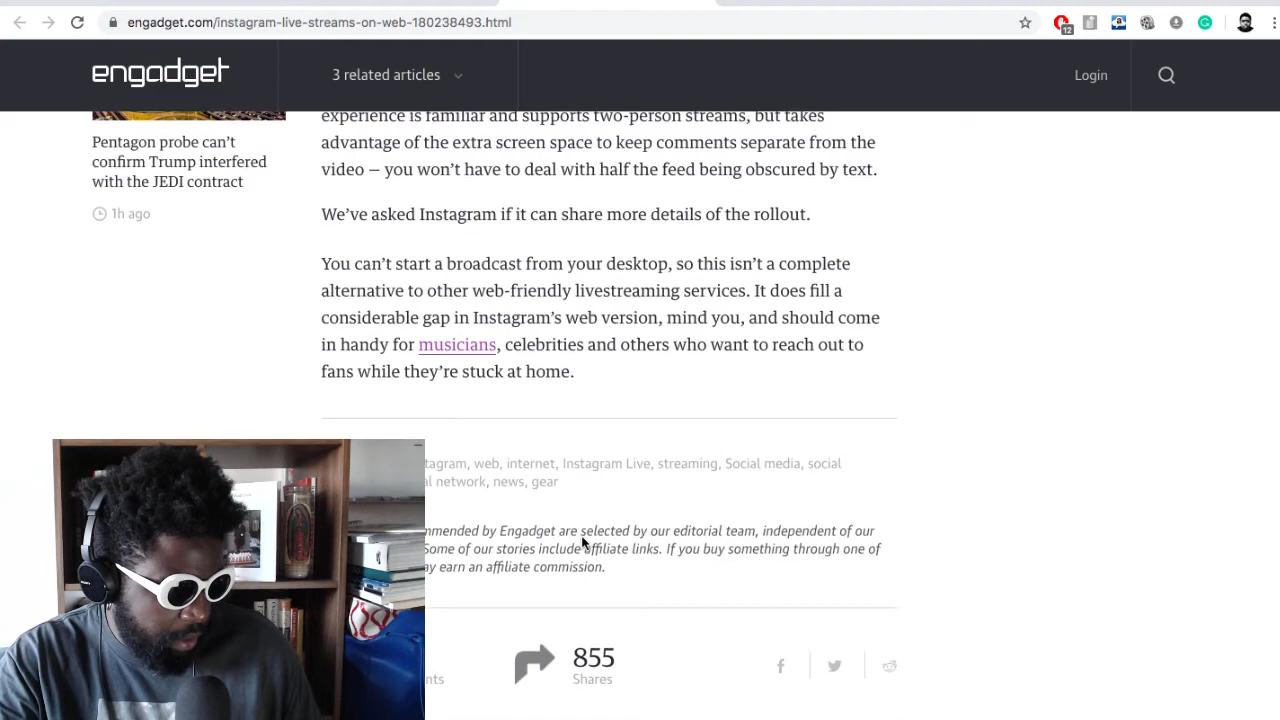 engadget.com/instagram-live-streams-on-web-180238493.html
12
engadget
3 related articles
Login
experience is familiar and supports two-person streams, but takes
advantage of the extra screen space to keep comments separate from the
video — you won’t have to deal with half the feed being obscured by text.
Pentagon probe can’t
confirm Trump interfered
with the JEDI contract
1h ago
We’ve asked Instagram if it can share more details of the rollout.
You can’t start a broadcast from your desktop, so this isn’t a complete
alternative to other web-friendly livestreaming services. It does fill a
considerable gap in Instagram’s web version, mind you, and should come
in handy for musicians, celebrities and others who want to reach out to
fans while they’re stuck at home.
tagram, web, internet, Instagram Live, streaming, Social media, social
al network, news, gear
mmended by Engadget are selected by our editorial team, independent of our
Some of our stories include affiliate links. If you buy something through one of
ay earn an affiliate commission.
855
Shares
nts